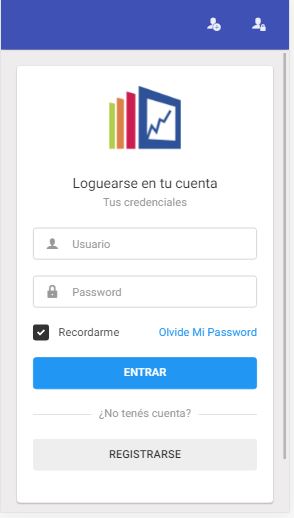 Loguearse en tu cuenta
Tus credenciales
Usuario
Password
Recordarme
Olvide Mi Password
ENTRAR
¿No tenés cuenta?
REGISTRARSE